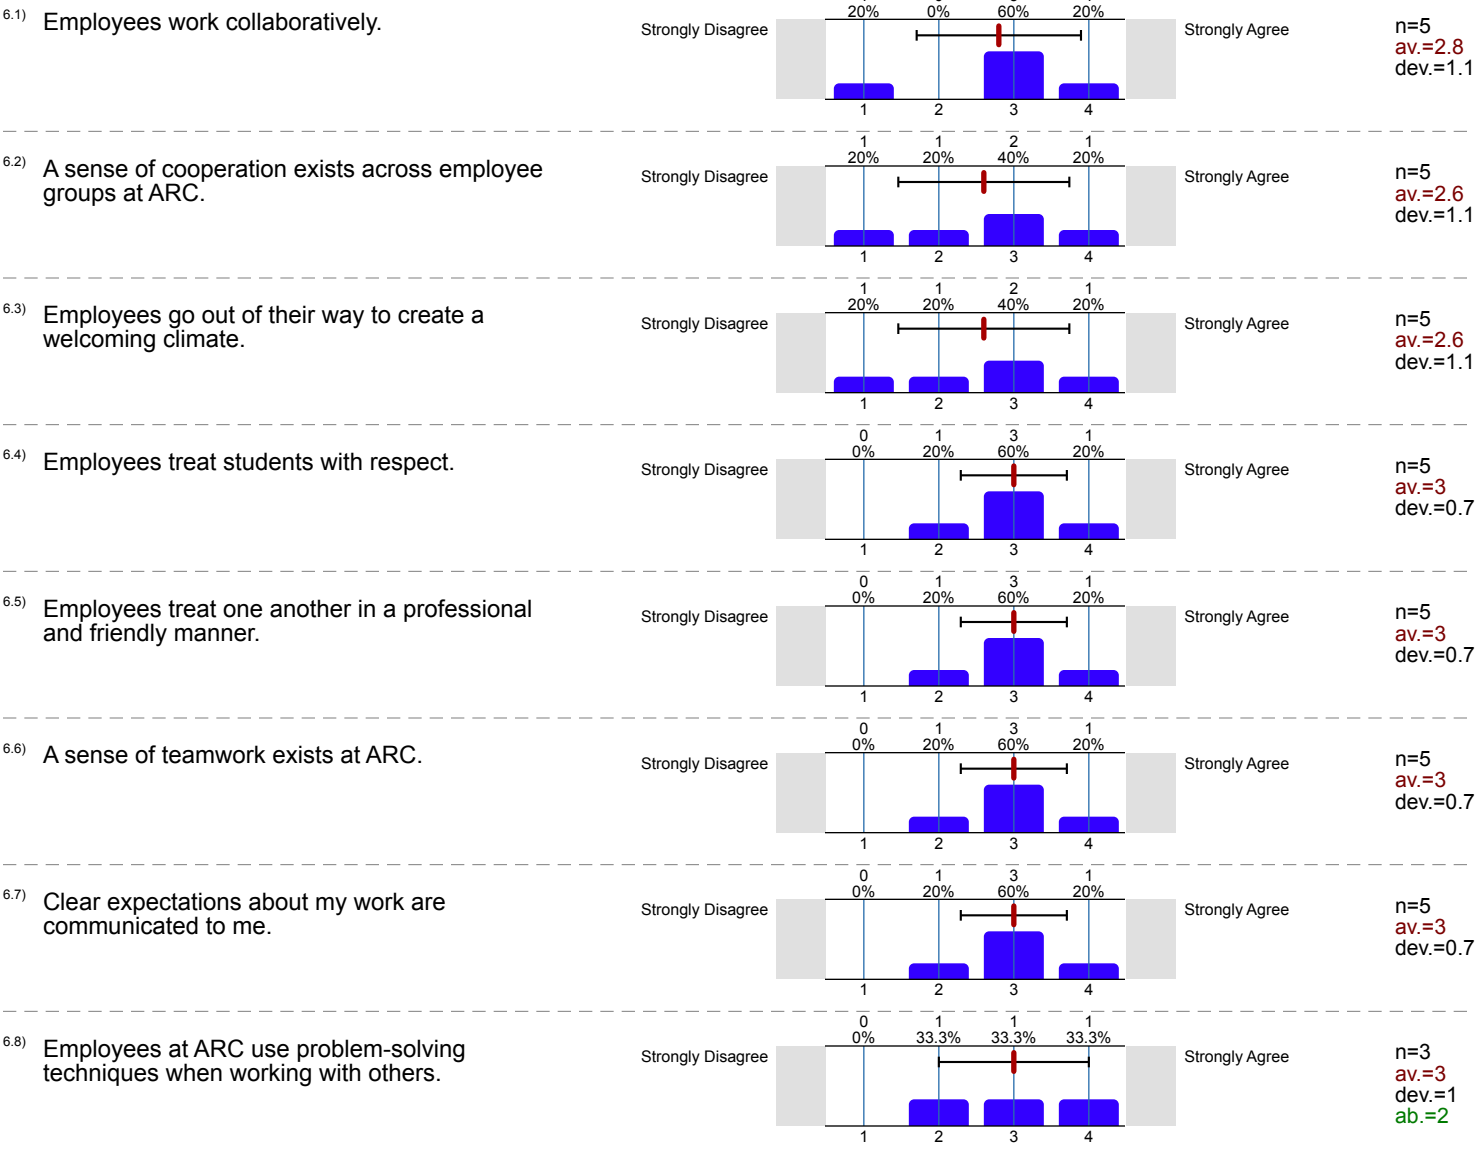 6.1) Employees work collaboratively.
20% 0% 60% 20%
Strongly Disagree Strongly Agree
n=5
av.=2.8
dev.=1.1
1 2 3 4
1 1 2 1
6.2) A sense of cooperation exists across employee
groups at ARC.
20% 20% 40% 20%
Strongly Disagree Strongly Agree
n=5
av.=2.6
dev.=1.1
1 2 3 4
1 1 2 1
6.3) Employees go out of their way to create a
welcoming climate.
20% 20% 40% 20%
Strongly Disagree Strongly Agree
n=5
av.=2.6
dev.=1.1
1 2 3 4
0 1 3 1
6.4) Employees treat students with respect.
0% 20% 60% 20%
Strongly Disagree Strongly Agree
n=5
av.=3
dev.=0.7
1 2 3 4
0 1 3 1
6.5) Employees treat one another in a professional
and friendly manner.
0% 20% 60% 20%
Strongly Disagree Strongly Agree
n=5
av.=3
dev.=0.7
1 2 3 4
0 1 3 1
6.6) A sense of teamwork exists at ARC.
0% 20% 60% 20%
Strongly Disagree Strongly Agree
n=5
av.=3
dev.=0.7
1 2 3 4
0 1 3 1
6.7) Clear expectations about my work are
communicated to me.
0% 20% 60% 20%
Strongly Disagree Strongly Agree
n=5
av.=3
dev.=0.7
1 2 3 4
0 1 1 1
6.8) Employees at ARC use problem-solving
techniques when working with others.
0% 33.3% 33.3% 33.3%
Strongly Disagree Strongly Agree
n=3
av.=3
dev.=1
ab.=2
1 2 3 4